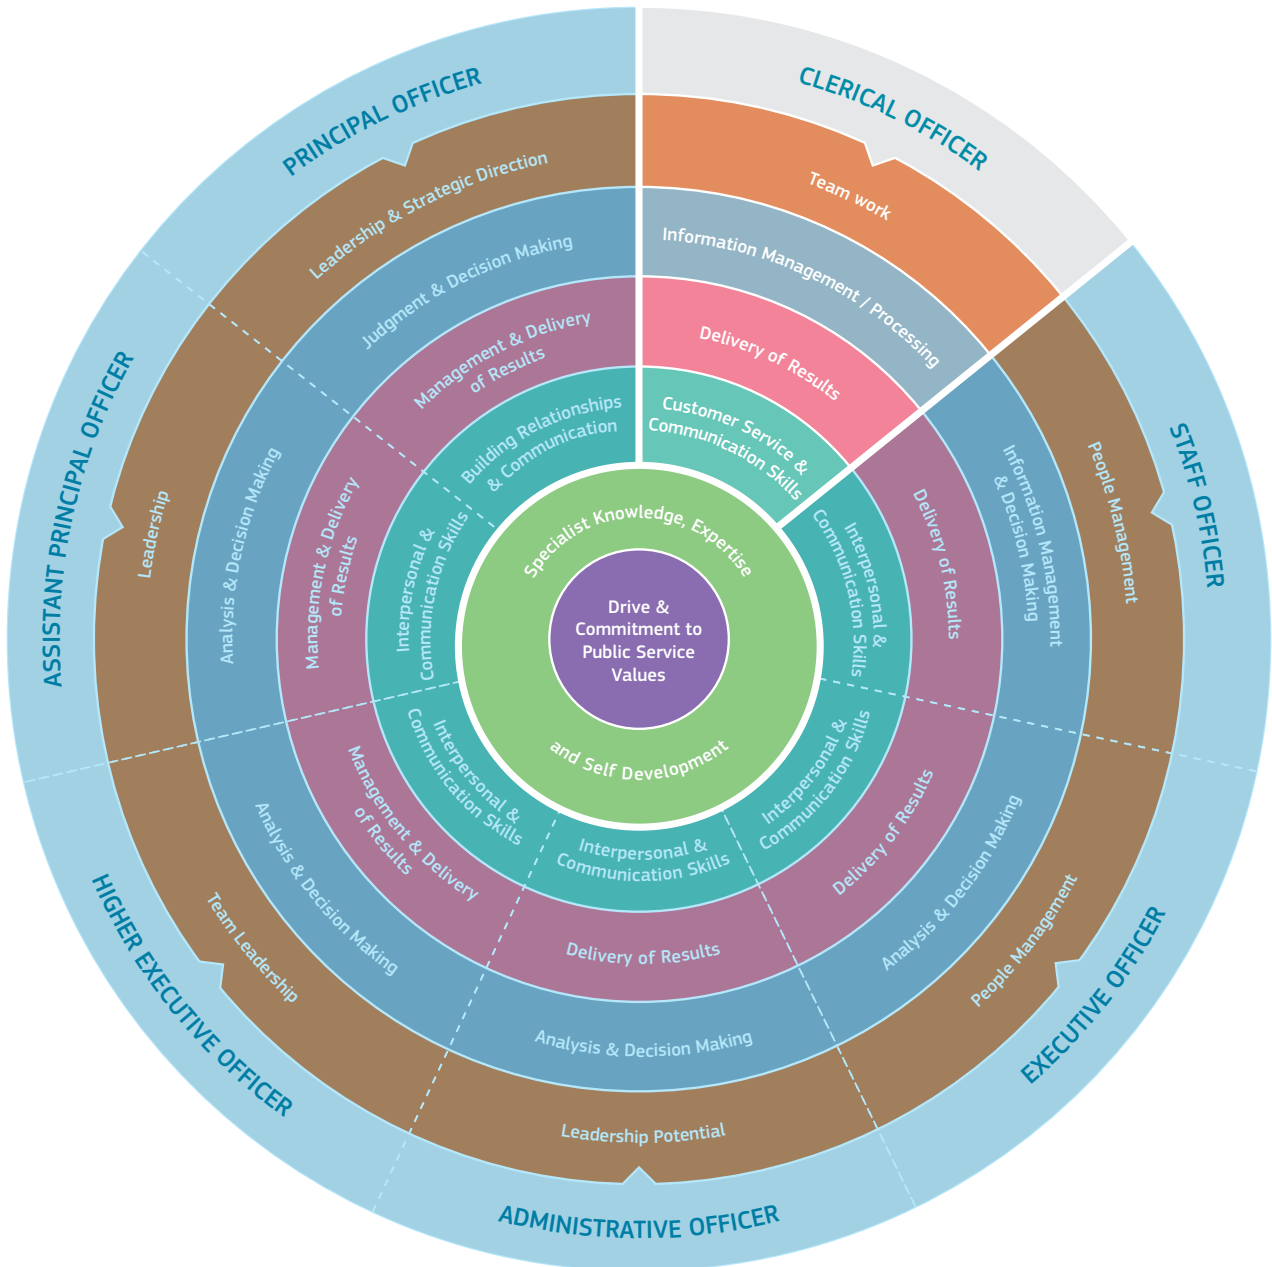 PRINCIPAL OFFICER
Leadership & Strategic Direction
Judgment & Decision Making
Management & Delivery
of Results
Building Relationships
& Communication
CLERICAL OFFICER
Team work
Information Management / Processing
Delivery of Results
Customer Service &
Communication Skills
STAFF OFFICER
People Management
Information Management
& Decision Making
Delivery of Results
Interpersonal &
Communication Skills
EXECUTIVE OFFICER
People Management
Analysis & Decision Making
Delivery of Results
Interpersonal &
Communication Skills
ADMINISTRATIVE OFFICER
Leadership Potential
Analysis & Decision Making
Delivery of Results
Interpersonal &
Communication Skills
HIGHER EXECUTIVE OFFICER
Team Leadership
Analysis & Decision Making
Management & Delivery
of Results
Interpersonal &
Communication Skills
ASSISTANT PRINCIPAL OFFICER
Leadership
Analysis & Decision Making
Management & Delivery
of Results
Interpersonal &
Communication Skills
Specialist Knowledge, Expertise
and Self Development
Drive &
Commitment to
Public Service
Values